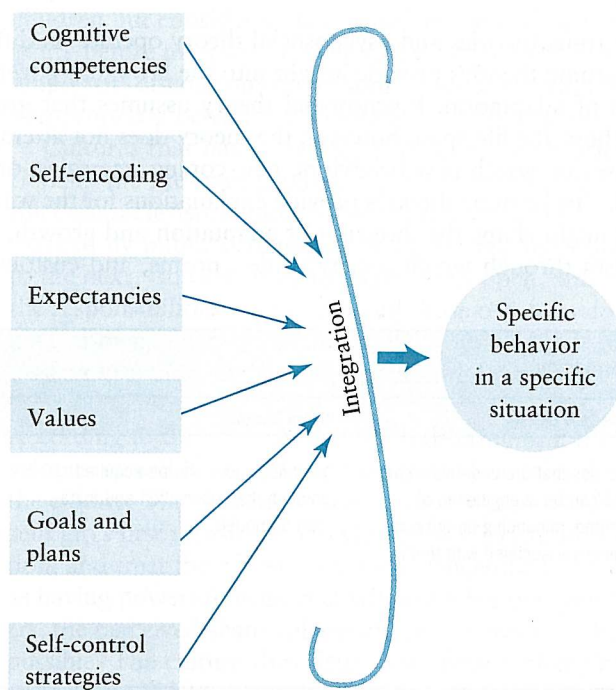 Cognitive
competencies
Self-encoding
Expectancies
Values
Goals and
plans
Self-control
strategies
Integration
Specific
behavior
in a specific
situation